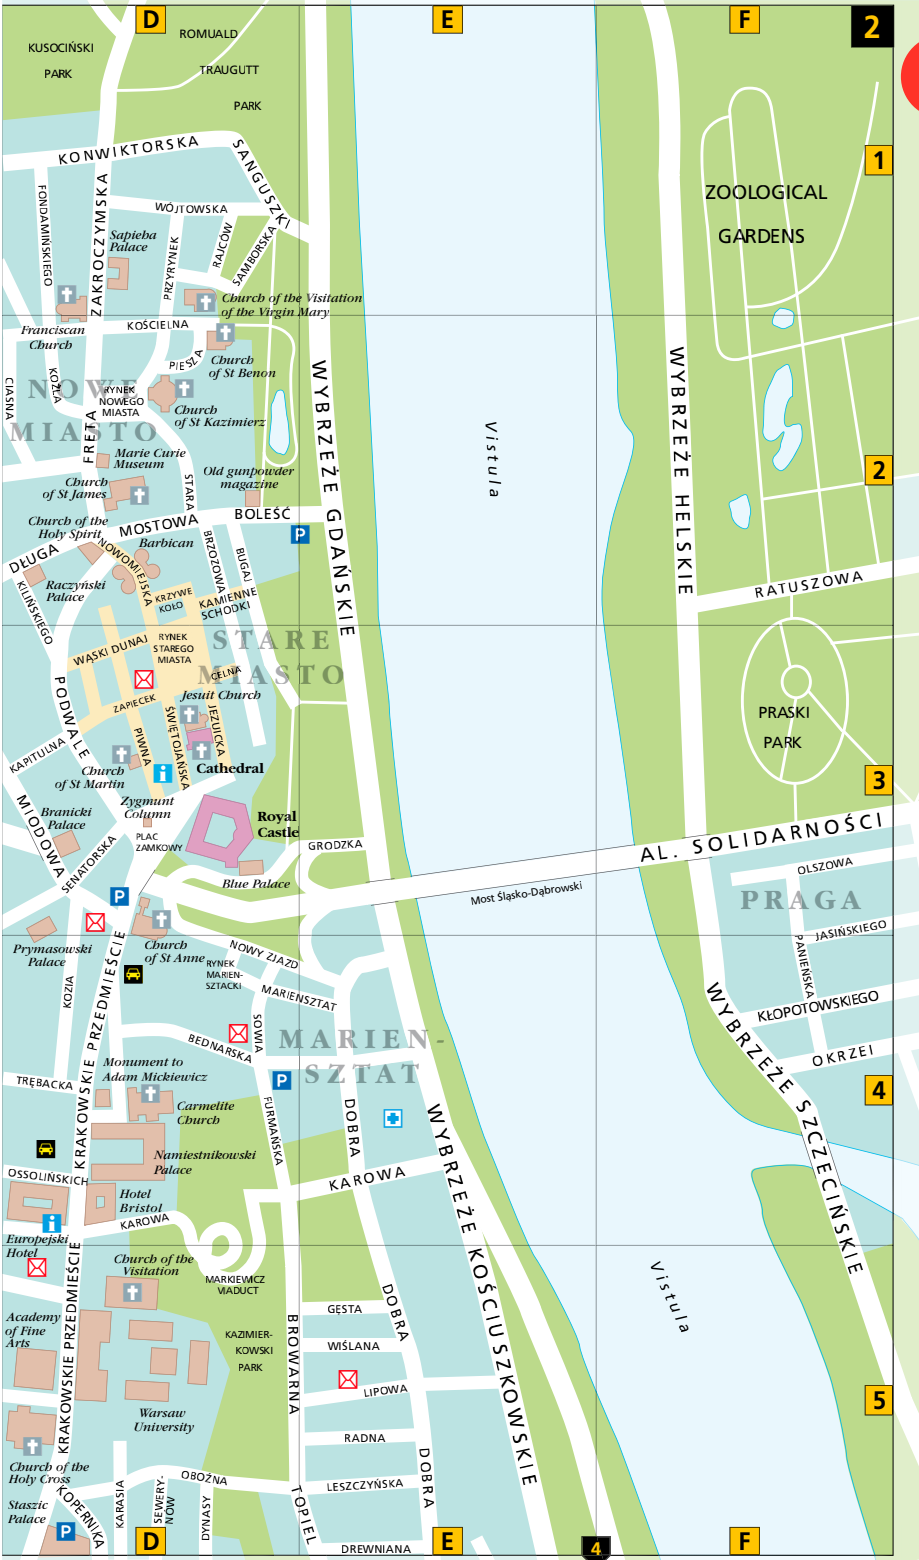 D
E
F
2
KUSOCIŃSKI
PARK
ROMUALD
TRAUGUTT
PARK
KONWIKTORSKA
SANGUSZKI
1
FONDAMIŃSKIEGO
ZAKROCZYMSKA
WÓJTOWSKA
ZOOLOGICAL
GARDENS
Sapieha
Palace
PRZYRYNEK
RAJCÓW
SAMBORSKA
Church of the Visitation
of the Virgin Mary
Franciscan
Church
KOŚCIELNA
PIESZA
Church
of St Benon
CIASNA
KOŹLA
NOWE
MIASTO
RYNEK
NOWEGO
MIASTA
Church
of St Kazimierz
FRETA
WYBRZEŻE GDAŃSKIE
Vistula
WYBRZEŻE HELSKIE
2
Marie Curie
Museum
Church
of St James
STARA
Old gunpowder
magazine
Church of the
Holy Spirit
MOSTOWA
BOLEŚĆ
P
DŁUGA
NOWOMIEJSKA
Barbican
BRZOZOWA
BUGAJ
Raczyński
Palace
KILIŃSKIEGO
KRZYWE
KOŁO
KAMIENNE
SCHODKI
RATUSZOWA
STARE
MIASTO
WĄSKI DUNAJ
RYNEK
STAREGO
MIASTA
CELNA
PODWALE
ZAPIECEK
Jesuit Church
PIWNA
ŚWIĘTOJAŃSKA
JEZUICKA
KAPITULNA
Church
of St Martin
i
Cathedral
PRASKI
PARK
3
MIODOWA
Branicki
Palace
Zygmunt
Column
PLAC
ZAMKOWY
Royal
Castle
SENATORSKA
GRODZKA
AL. SOLIDARNOŚCI
Blue Palace
Most Śląsko-Dąbrowski
OLSZOWA
PRAGA
P
Prymasowski
Palace
Church
of St Anne
NOWY ZJAZD
RYNEK
MARIEN-
SZTACKI
JASIŃSKIEGO
PANIEŃSKA
KOZIA
KRAKOWSKIE PRZEDMIEŚCIE
MARIENSZTAT
KŁOPOTOWSKIEGO
WYBRZEŻE SZCZECIŃSKIE
SOWIA
MARIEN-
SZTAT
BEDNARSKA
OKRZEI
4
TRĘBACKA
Monument to
Adam Mickiewicz
P
Carmelite
Church
FURMAŃSKA
DOBRA
WYBRZEŻE KOŚCIUSZKOWSKIE
Namiestnikowski
Palace
OSSOLIŃSKICH
KAROWA
Hotel
Bristol
i
KAROWA
Europejski
Hotel
Church of the
Visitation
MARKIEWICZ
VIADUCT
Vistula
KRAKOWSKIE PRZEDMIEŚCIE
Academy
of Fine
Arts
KAZIMIER-
KOWSKI
PARK
BROWARNA
GĘSTA
DOBRA
WIŚLANA
LIPOWA
5
Warsaw
University
RADNA
Church of the
Holy Cross
OBOŹNA
LESZCZYŃSKA
DOBRA
Staszic
Palace
KOPERNIKA
KARASIA
SEWERY-
NÓW
DYNASY
TOPIEL
P
DREWNIANA
D
E
4
F